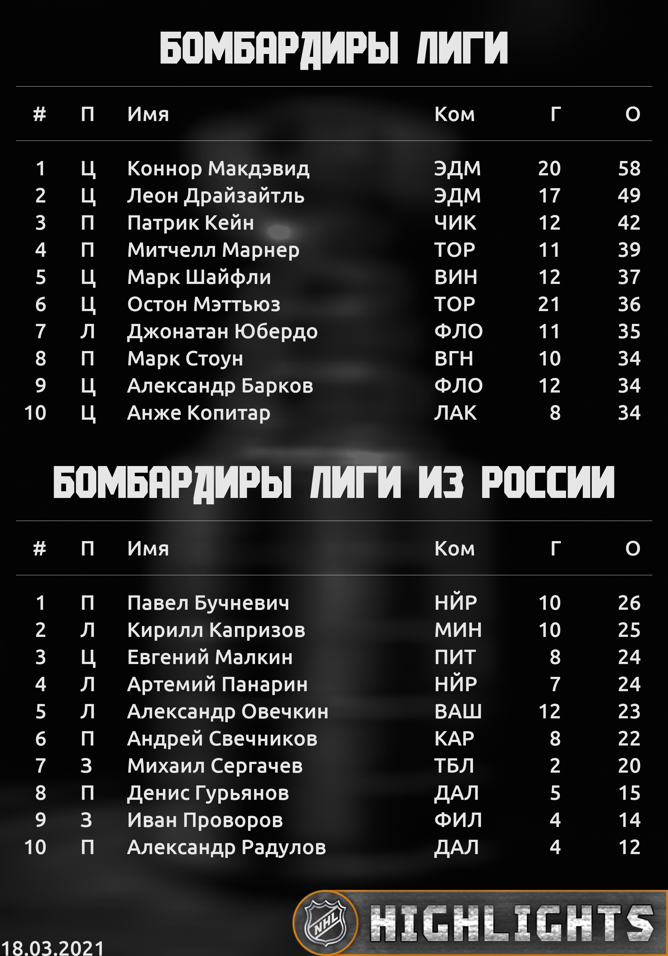 БОМБАРДИРЫ ЛИГИ
# П Имя Ком Г О
1 Ц Коннор Макдэвид ЭДМ 20 58
2 Ц Леон Драйзайтль ЭДМ 17 49
3 П Патрик Кейн ЧИК 12 42
4 П Митчелл Марнер ТОР 11 39
5 Ц Марк Шайфли ВИН 12 37
6 Ц Остон Мэттьюз ТОР 21 36
7 Л Джонатан Юбердо ФЛО 11 35
8 П Марк Стоун ВГН 10 34
9 Ц Александр Барков ФЛО 12 34
10 Ц Анже Копитар ЛАК 8 34
БОМБАРДИРЫ ЛИГИ ИЗ РОССИИ
# П Имя Ком Г О
1 П Павел Бучневич НЙР 10 26
2 Л Кирилл Капризов МИН 10 25
3 Ц Евгений Малкин ПИТ 8 24
4 Л Артемий Панарин НЙР 7 24
5 Л Александр Овечкин ВАШ 12 23
6 П Андрей Свечников КАР 8 22
7 З Михаил Сергачев ТБЛ 2 20
8 П Денис Гурьянов ДАЛ 5 15
9 З Иван Проворов ФИЛ 4 14
10 П Александр Радулов ДАЛ 4 12
NHL HIGHLIGHTS
18.03.2021